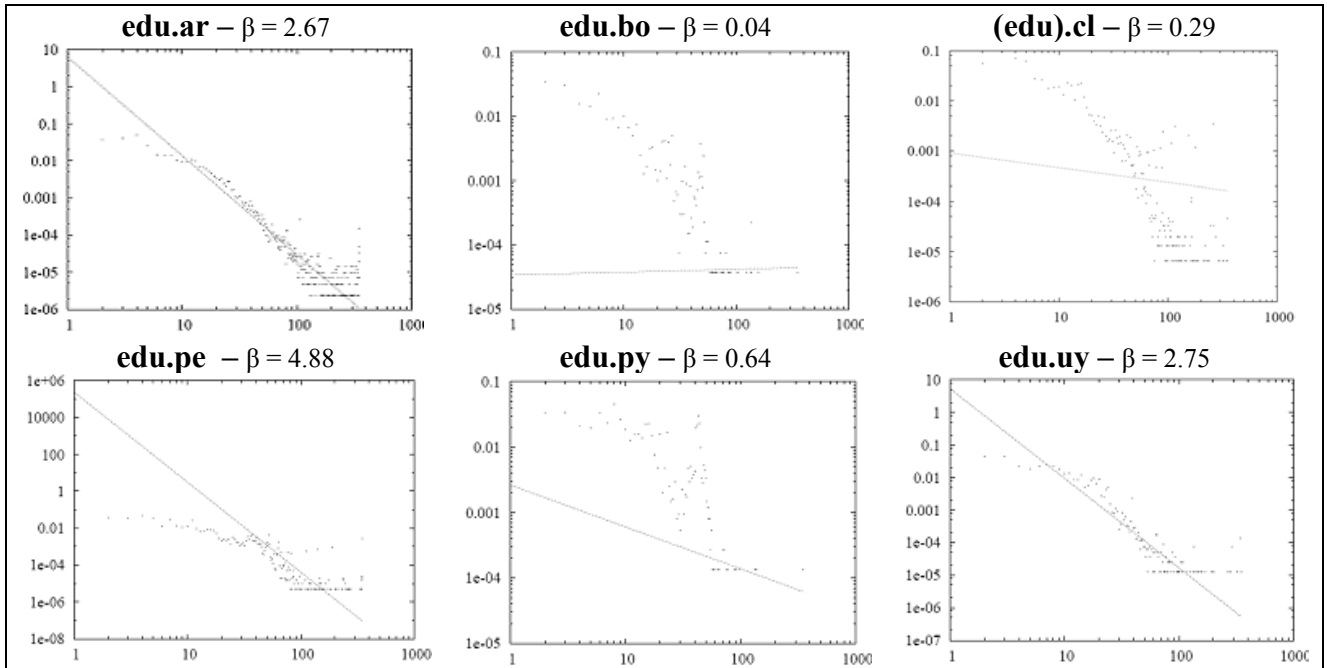 edu.ar – β = 2.67
edu.bo – β = 0.04
(edu).cl – β = 0.29
10
1
0.1
0.01
0.001
1e-04
1e-05
1e-06
1 10 100 1000
0.1
0.01
0.001
1e-04
1e-05
1 10 100 1000
0.1
0.01
0.001
1e-04
1e-05
1e-06
1 10 100 1000
edu.pe – β = 4.88
edu.py – β = 0.64
edu.uy – β = 2.75
1e+06
10000
100
1
0.01
1e-04
1e-06
1e-08
1 10 100 1000
0.1
0.01
0.001
1e-04
1e-05
1 10 100 1000
10
1
0.1
0.01
0.001
1e-04
1e-05
1e-06
1e-07
1 10 100 1000